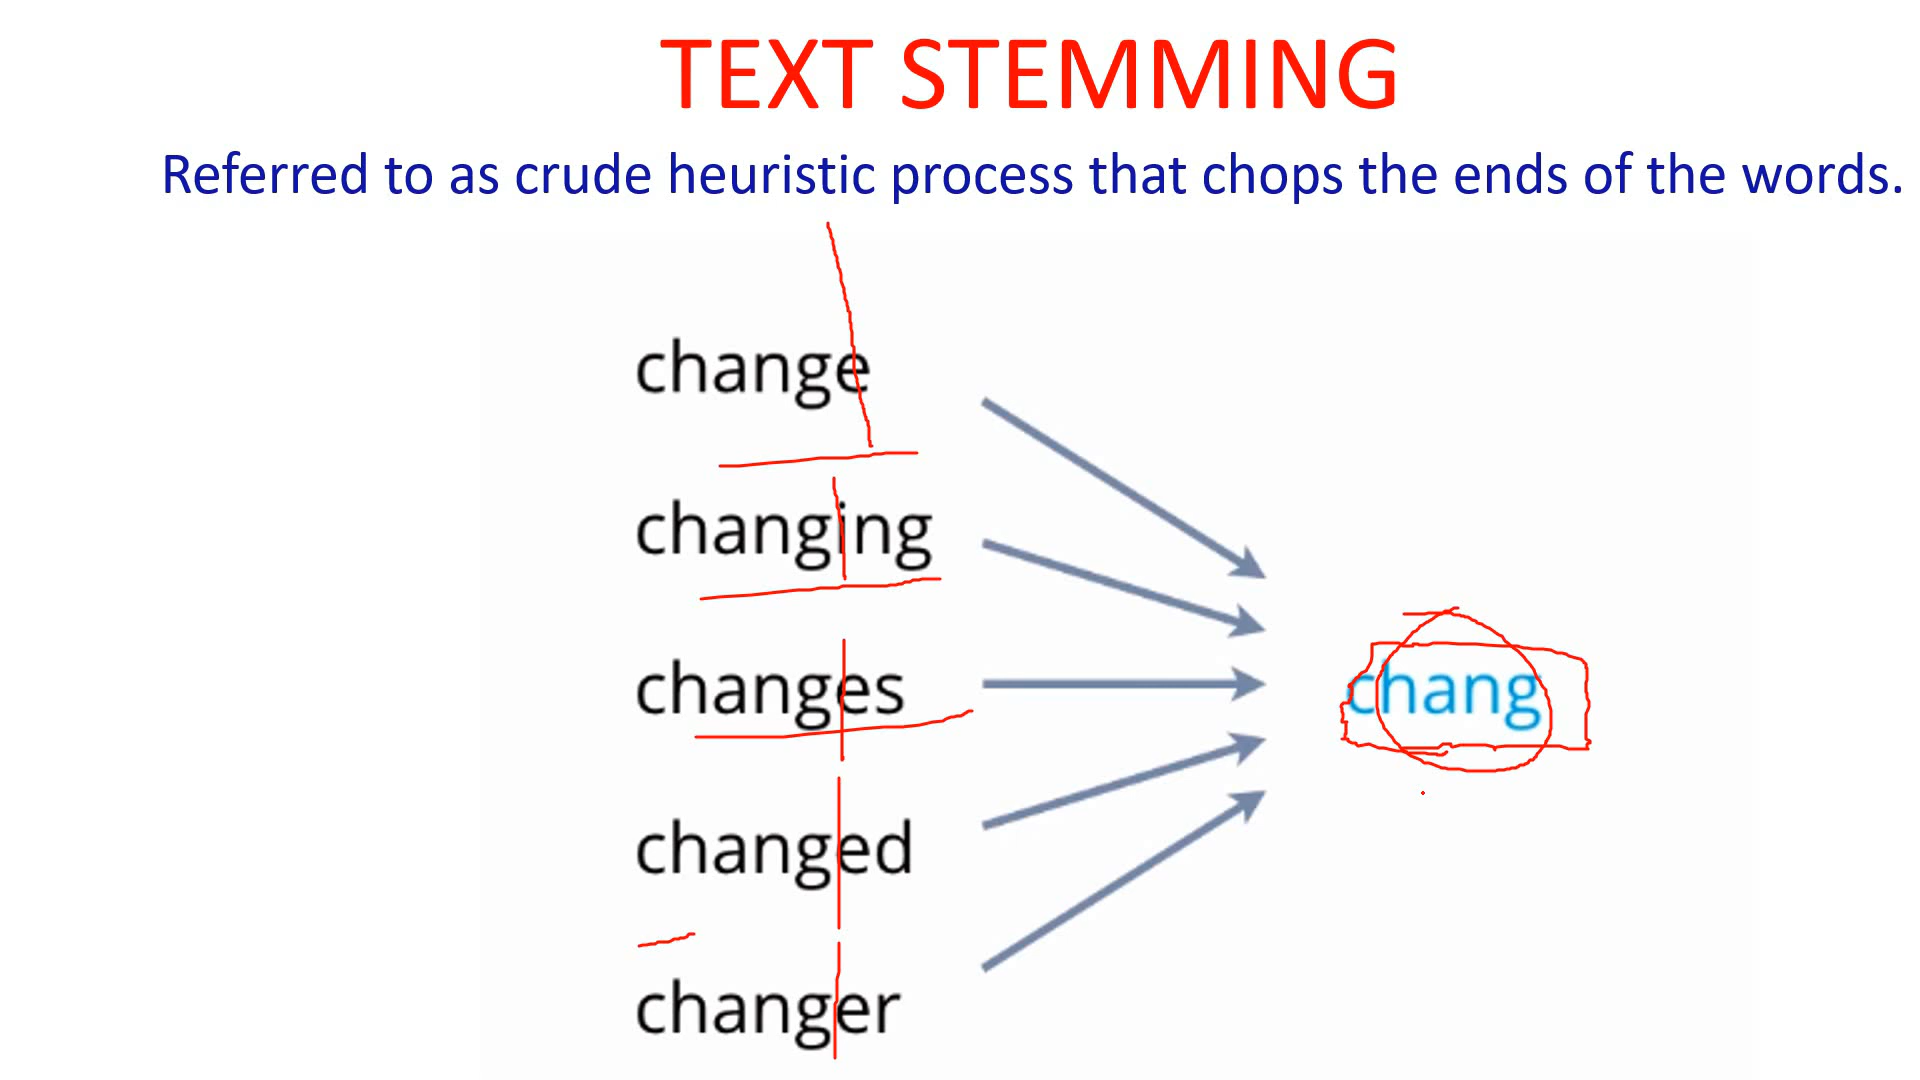 TEXT STEMMING
Referred to as crude heuristic process that chops the ends of the words.
change
changing
changes
changed
changer
chang